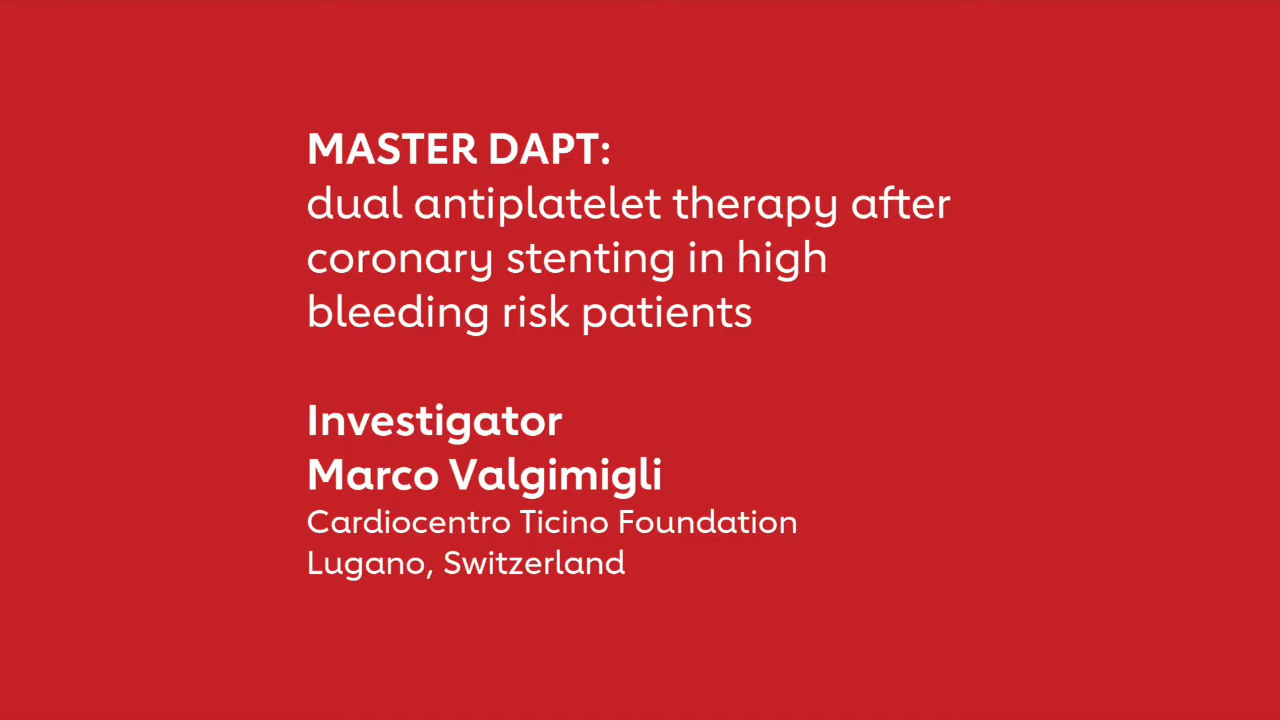 MASTER DAPT:
dual antiplatelet therapy after
coronary stenting in high
bleeding risk patients
Investigator
Marco Valgimigli
Cardiocentro Ticino Foundation
Lugano, Switzerland